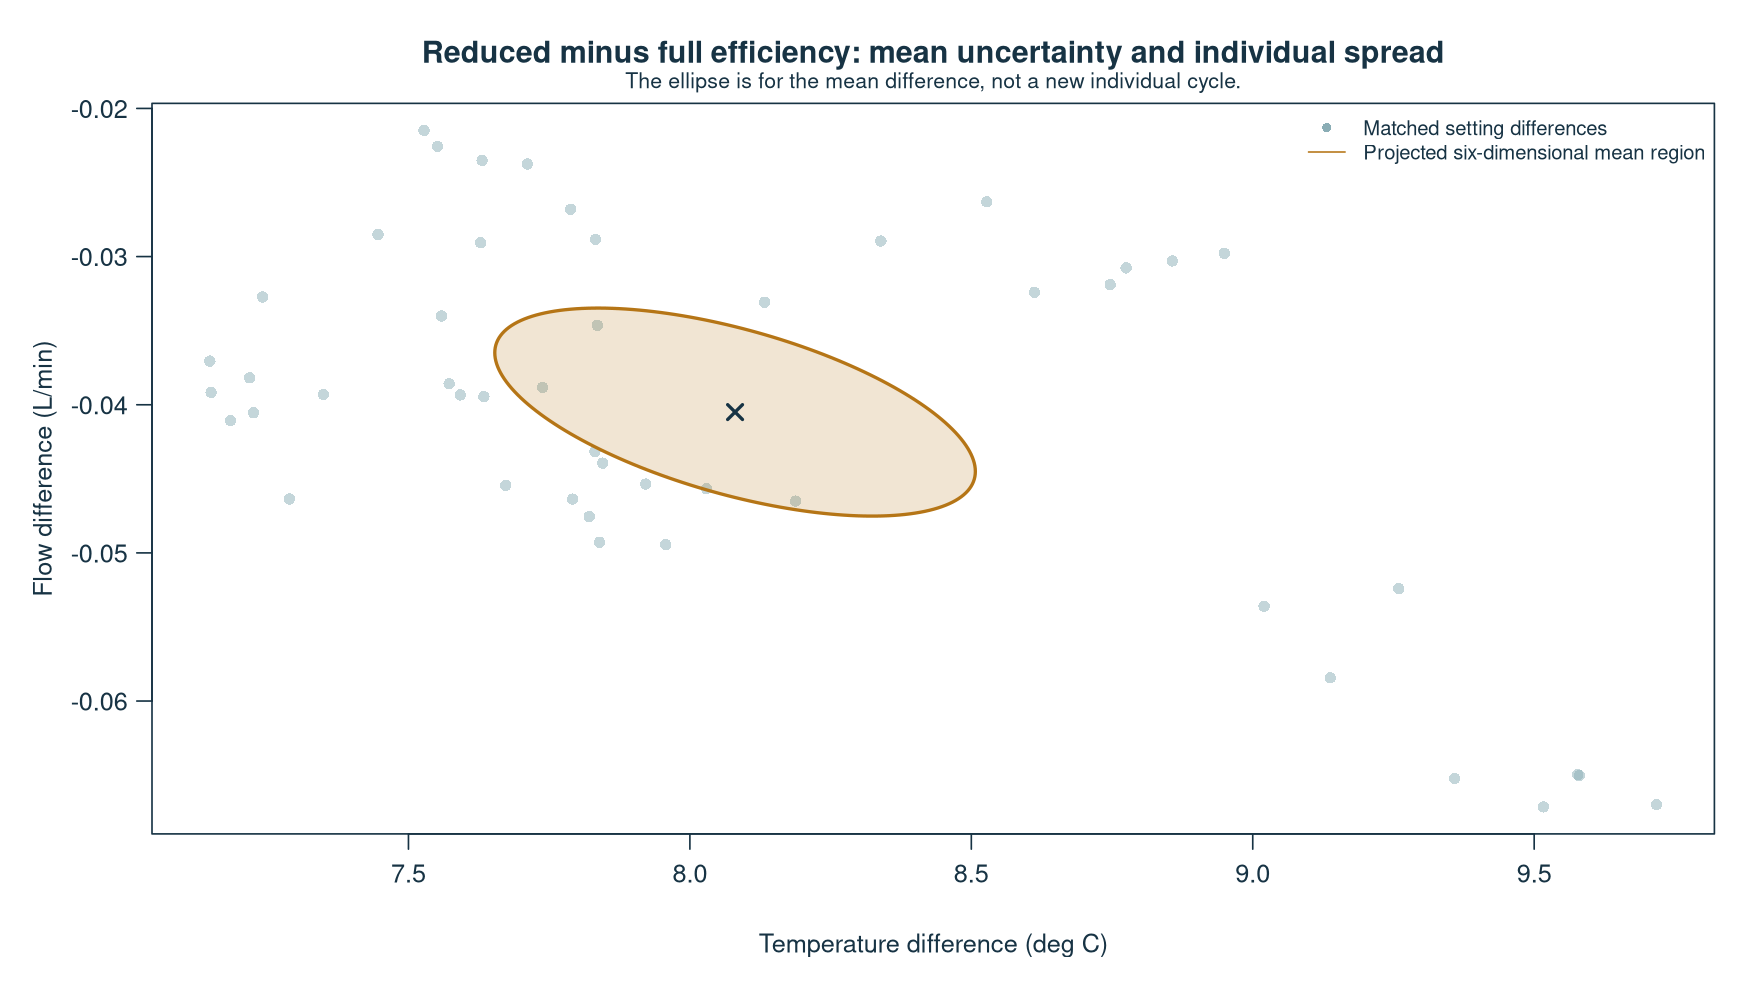 Reduced minus full efficiency: mean uncertainty and individual spread
The ellipse is for the mean difference, not a new individual cycle.
Matched setting differences
Projected six-dimensional mean region
-0.02
-0.03
-0.04
-0.05
-0.06
Flow difference (L/min)
7.5 8.0 8.5 9.0 9.5
Temperature difference (deg C)